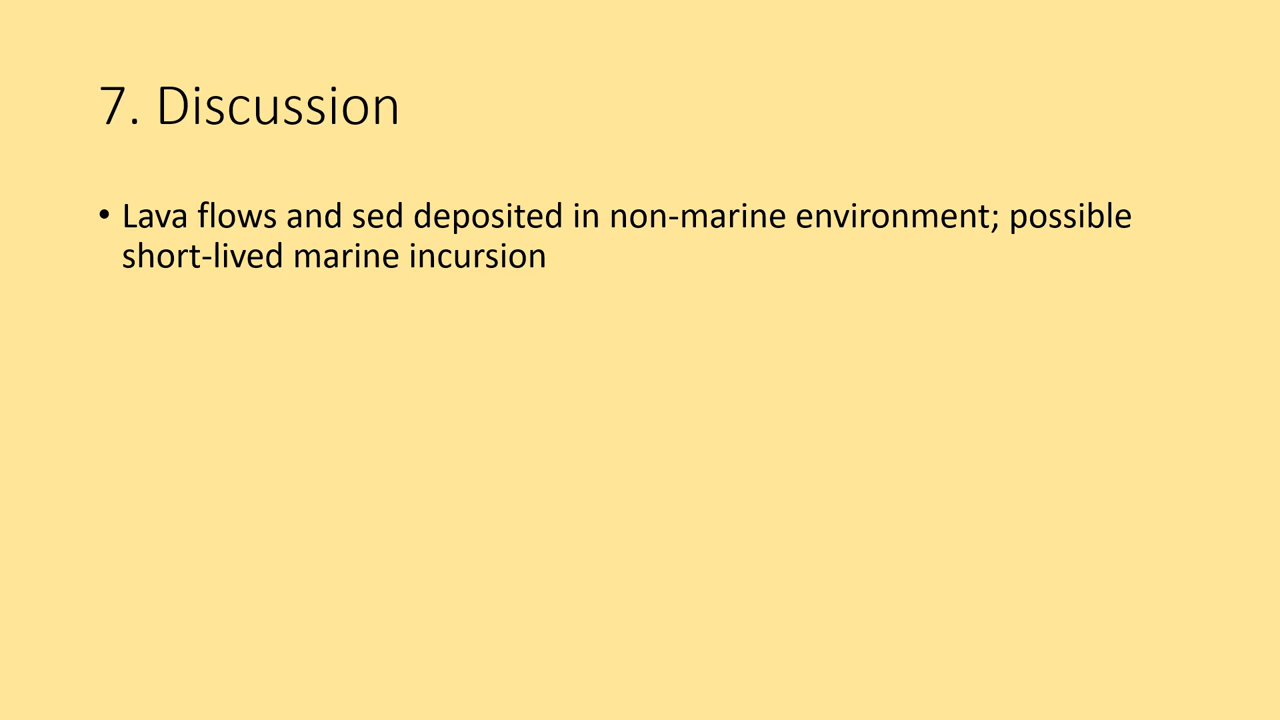 7. Discussion
• Lava flows and sed deposited in non-marine environment; possible
short-lived marine incursion